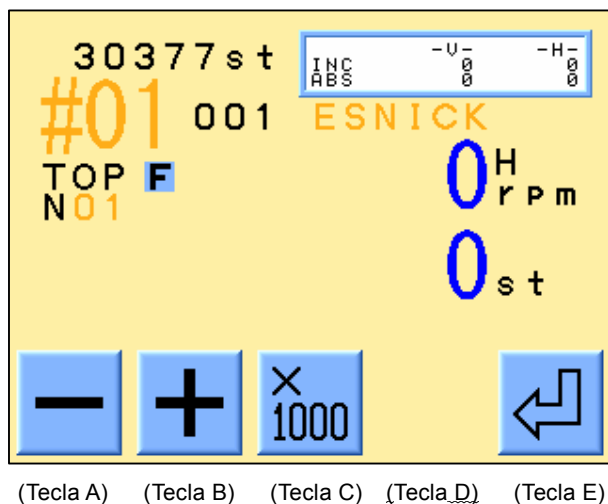 30377st
-V- -H-
INC 0 0
ABS 0 0
#01 001 ESNICK
TOP F
N01
0 H rpm
0 st
- + × 1000
(Tecla A) (Tecla B) (Tecla C) (Tecla D) (Tecla E)